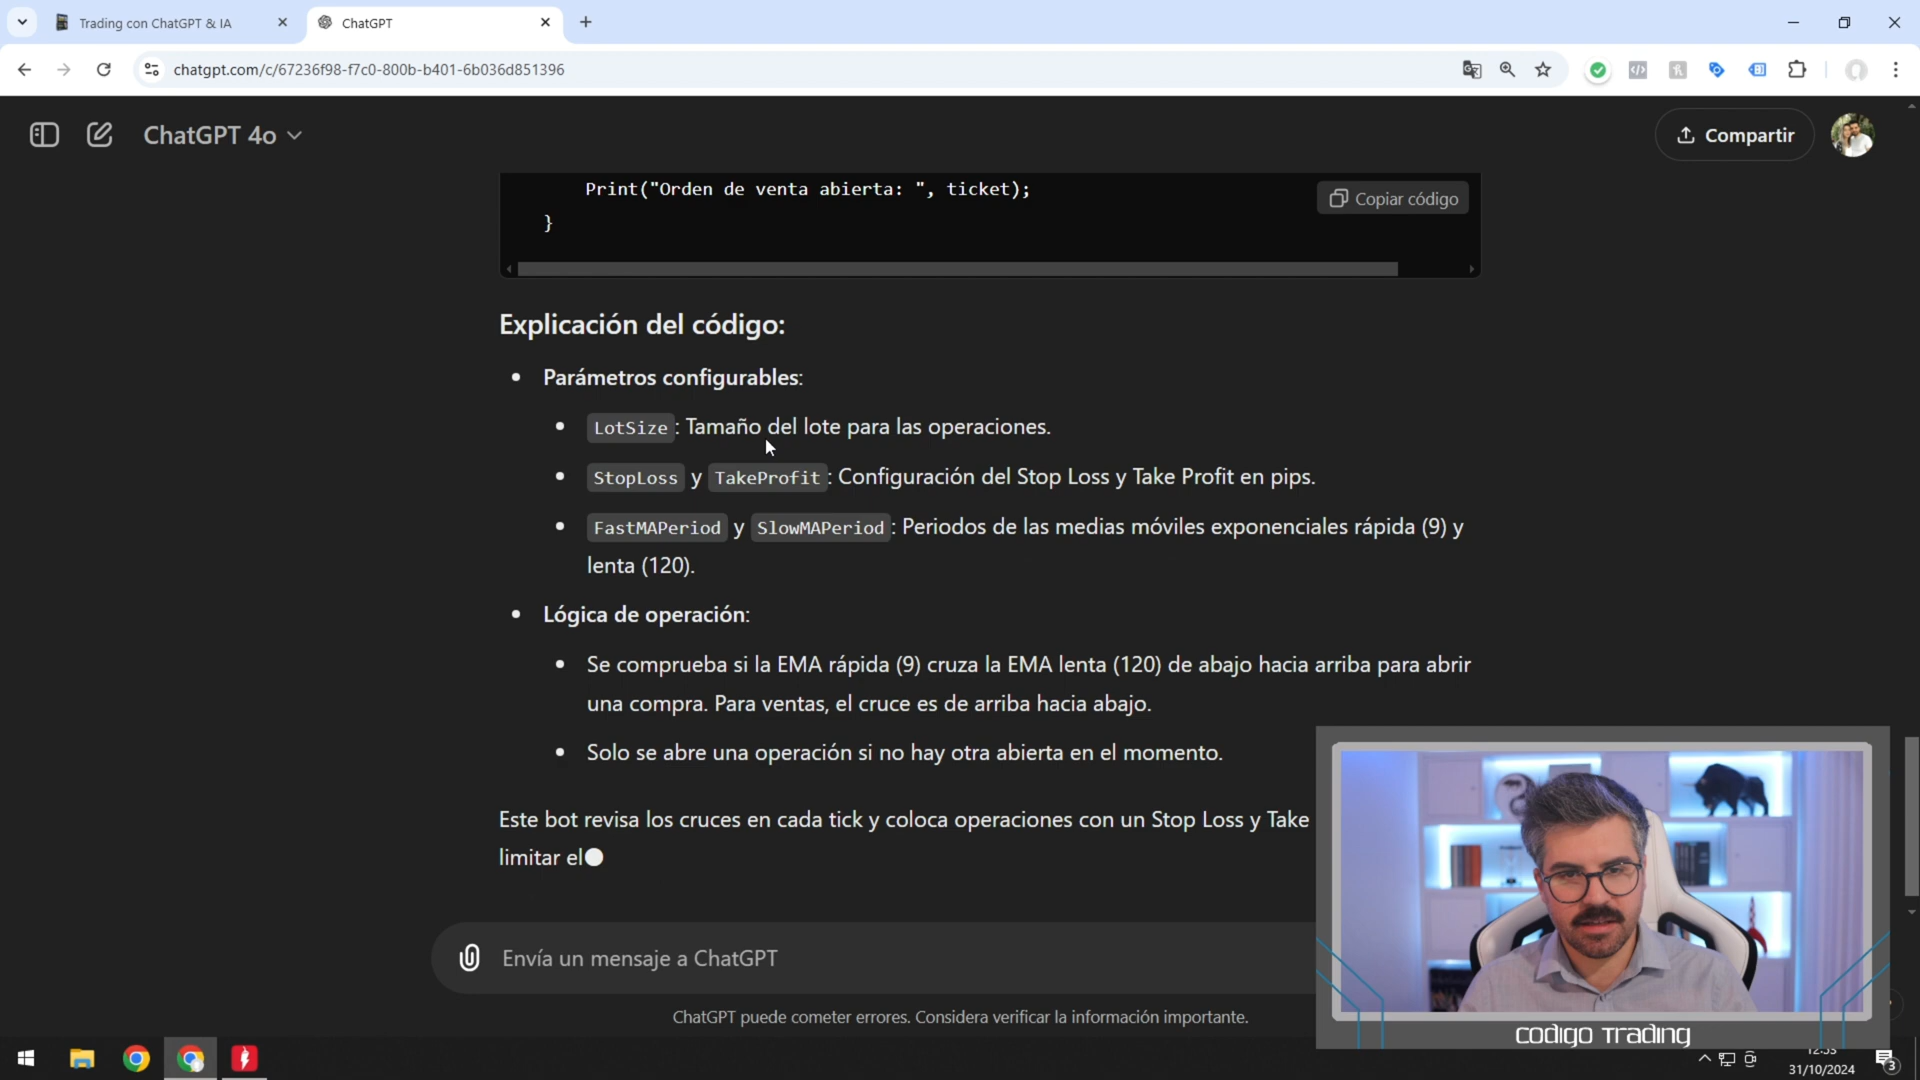 Trading con ChatGPT & IA
ChatGPT
chatgpt.com/c/67236f98-f7c0-800b-b401-6b036d851396
ChatGPT 4o
Compartir
Print("Orden de venta abierta: ", ticket);
Copiar código
}
Explicación del código:
Parámetros configurables:
LotSize : Tamaño del lote para las operaciones.
StopLoss y TakeProfit : Configuración del Stop Loss y Take Profit en pips.
FastMAPeriod y SlowMAPeriod : Periodos de las medias móviles exponenciales rápida (9) y
lenta (120).
Lógica de operación:
Se comprueba si la EMA rápida (9) cruza la EMA lenta (120) de abajo hacia arriba para abrir
una compra. Para ventas, el cruce es de arriba hacia abajo.
Solo se abre una operación si no hay otra abierta en el momento.
Este bot revisa los cruces en cada tick y coloca operaciones con un Stop Loss y Take
limitar el
Envía un mensaje a ChatGPT
ChatGPT puede cometer errores. Considera verificar la información importante.
CODIGO TRADING
31/10/2024
3